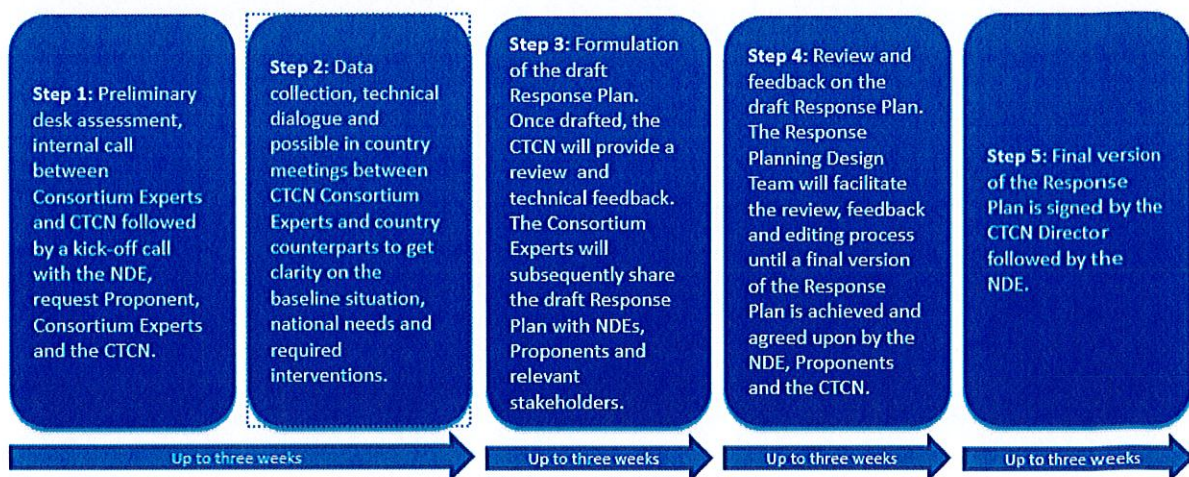 Step 1: Preliminary
desk assessment,
internal call
between
Consortium Experts
and CTCN followed
by a kick-off call
with the NDE,
request Proponent,
Consortium Experts
and the CTCN.
Step 2: Data
collection, technical
dialogue and
possible in country
meetings between
CTCN Consortium
Experts and country
counterparts to get
clarity on the
baseline situation,
national needs and
required
interventions.
Step 3: Formulation
of the draft
Response Plan.
Once drafted, the
CTCN will provide a
review and
technical feedback.
The Consortium
Experts will
subsequently share
the draft Response
Plan with NDEs,
Proponents and
relevant
stakeholders.
Step 4: Review and
feedback on the
draft Response Plan.
The Response
Planning Design
Team will facilitate
the review, feedback
and editing process
until a final version
of the Response
Plan is achieved and
agreed upon by the
NDE, Proponents
and the CTCN.
Step 5: Final version
of the Response
Plan is signed by the
CTCN Director
followed by the
NDE.
Up to three weeks
Up to three weeks
Up to three weeks
Up to three weeks